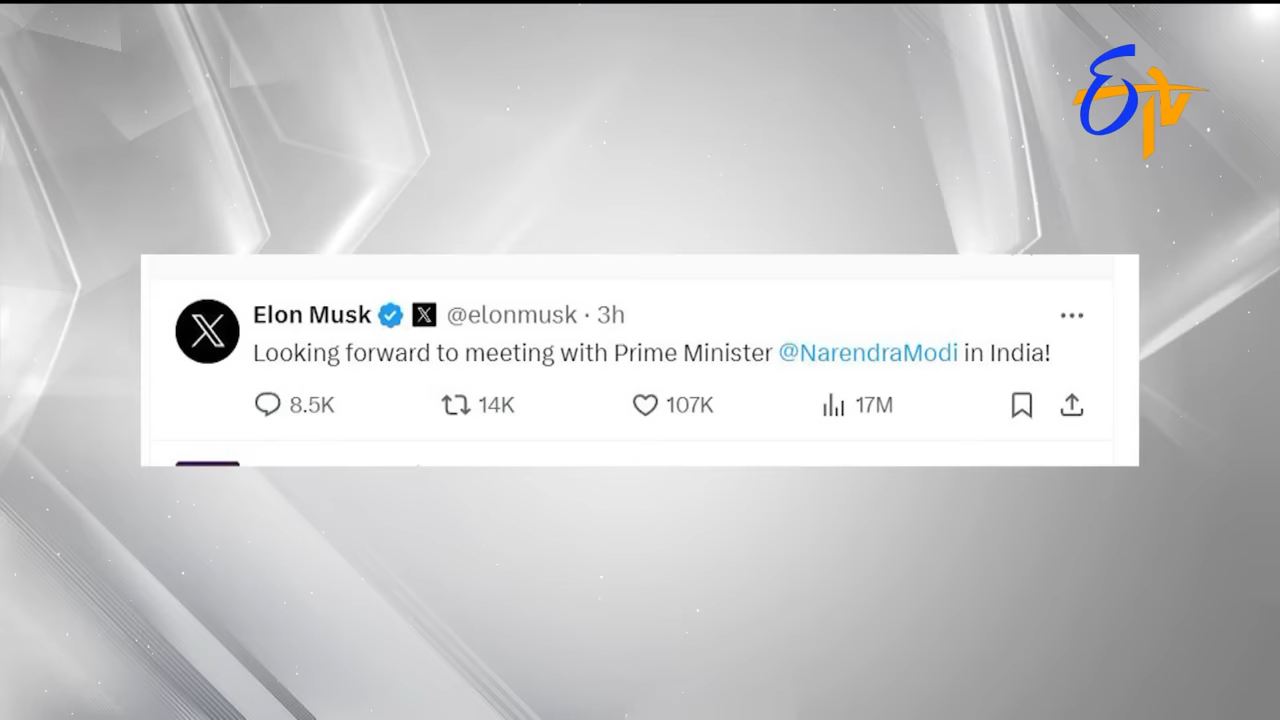 ఈTV
Elon Musk @elonmusk · 3h
Looking forward to meeting with Prime Minister @NarendraModi in India!
8.5K 14K 107K 17M